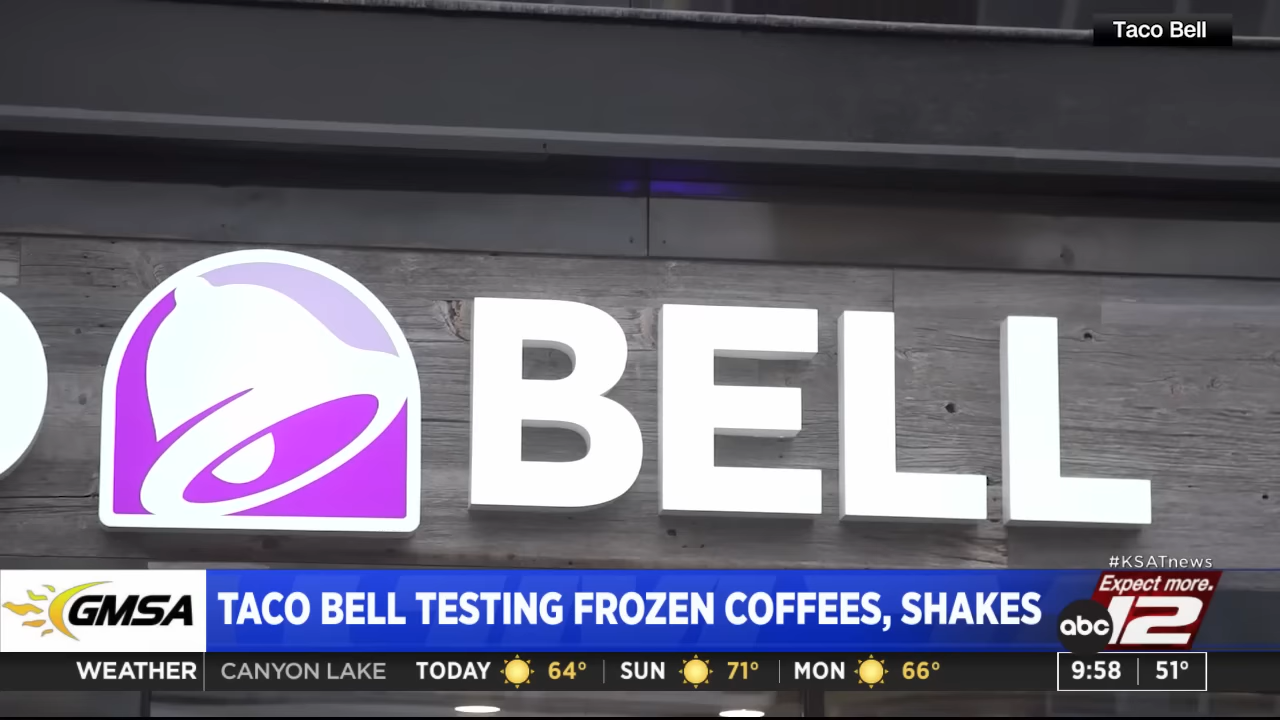 Taco Bell
BELL
#KSATnews
GMSA
TACO BELL TESTING FROZEN COFFEES, SHAKES
Expect more.
abc 12
WEATHER CANYON LAKE TODAY 64° SUN 71° MON 66° 9:58 51°